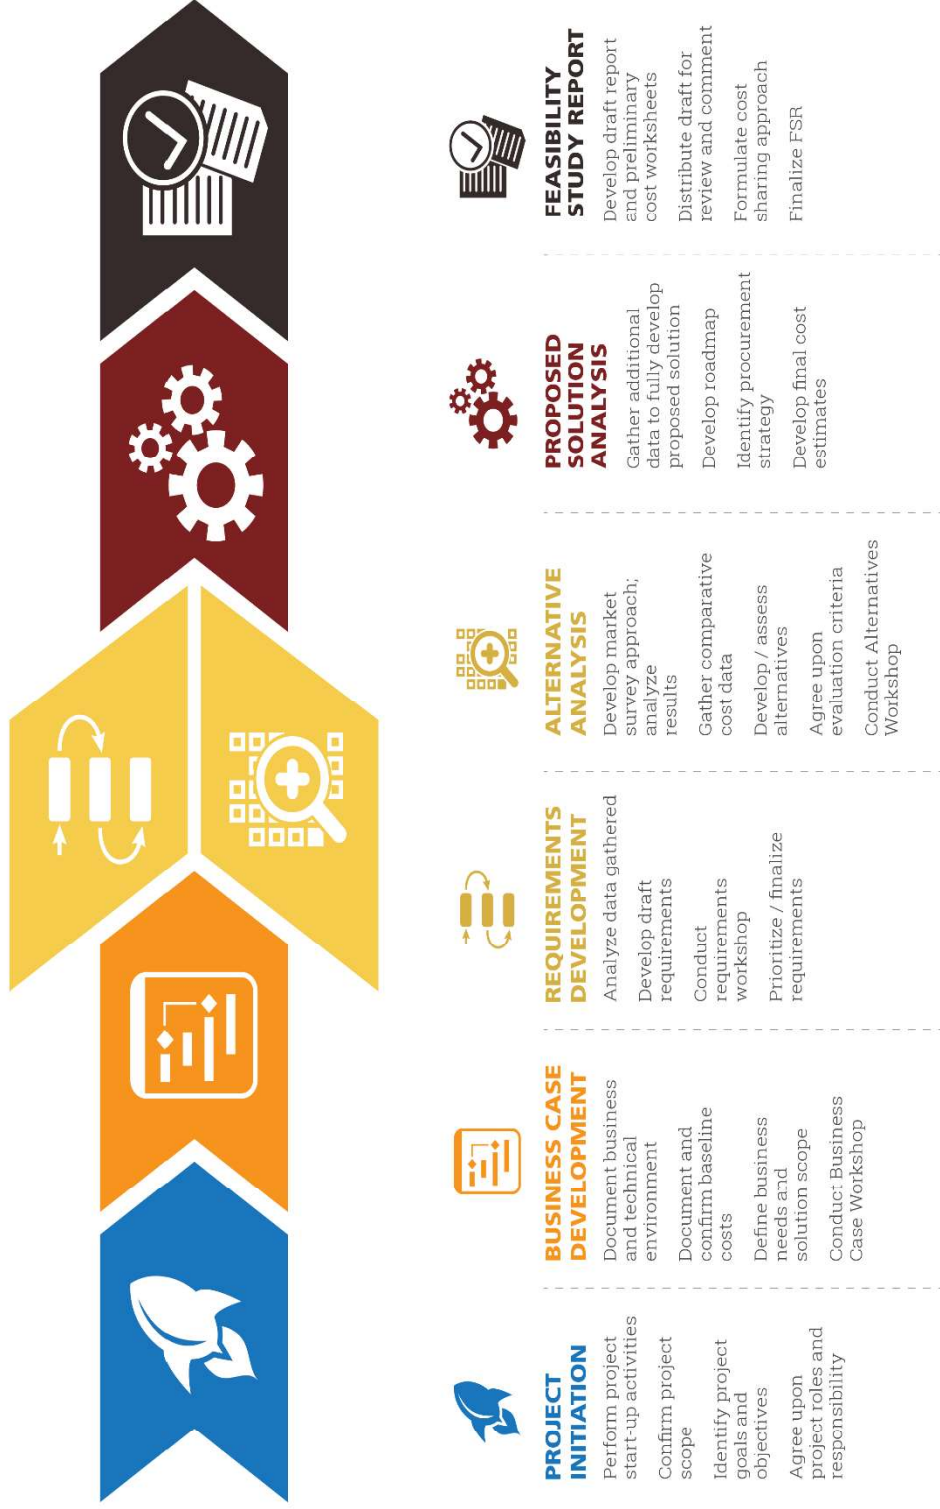 PROJECT
INITIATION
Perform project
start-up activities
Confirm project
scope
Identify project
goals and
objectives
Agree upon
project roles and
responsibility
BUSINESS CASE
DEVELOPMENT
Document business
and technical
environment
Document and
confirm baseline
costs
Define business
needs and
solution scope
Conduct Business
Case Workshop
REQUIREMENTS
DEVELOPMENT
Analyze data gathered
Develop draft
requirements
Conduct
requirements
workshop
Prioritize / finalize
requirements
ALTERNATIVE
ANALYSIS
Develop market
survey approach;
analyze
results
Gather comparative
cost data
Develop / assess
alternatives
Agree upon
evaluation criteria
Conduct Alternatives
Workshop
PROPOSED
SOLUTION
ANALYSIS
Gather additional
data to fully develop
proposed solution
Develop roadmap
Identify procurement
strategy
Develop final cost
estimates
FEASIBILITY
STUDY REPORT
Develop draft report
and preliminary
cost worksheets
Distribute draft for
review and comment
Formulate cost
sharing approach
Finalize FSR